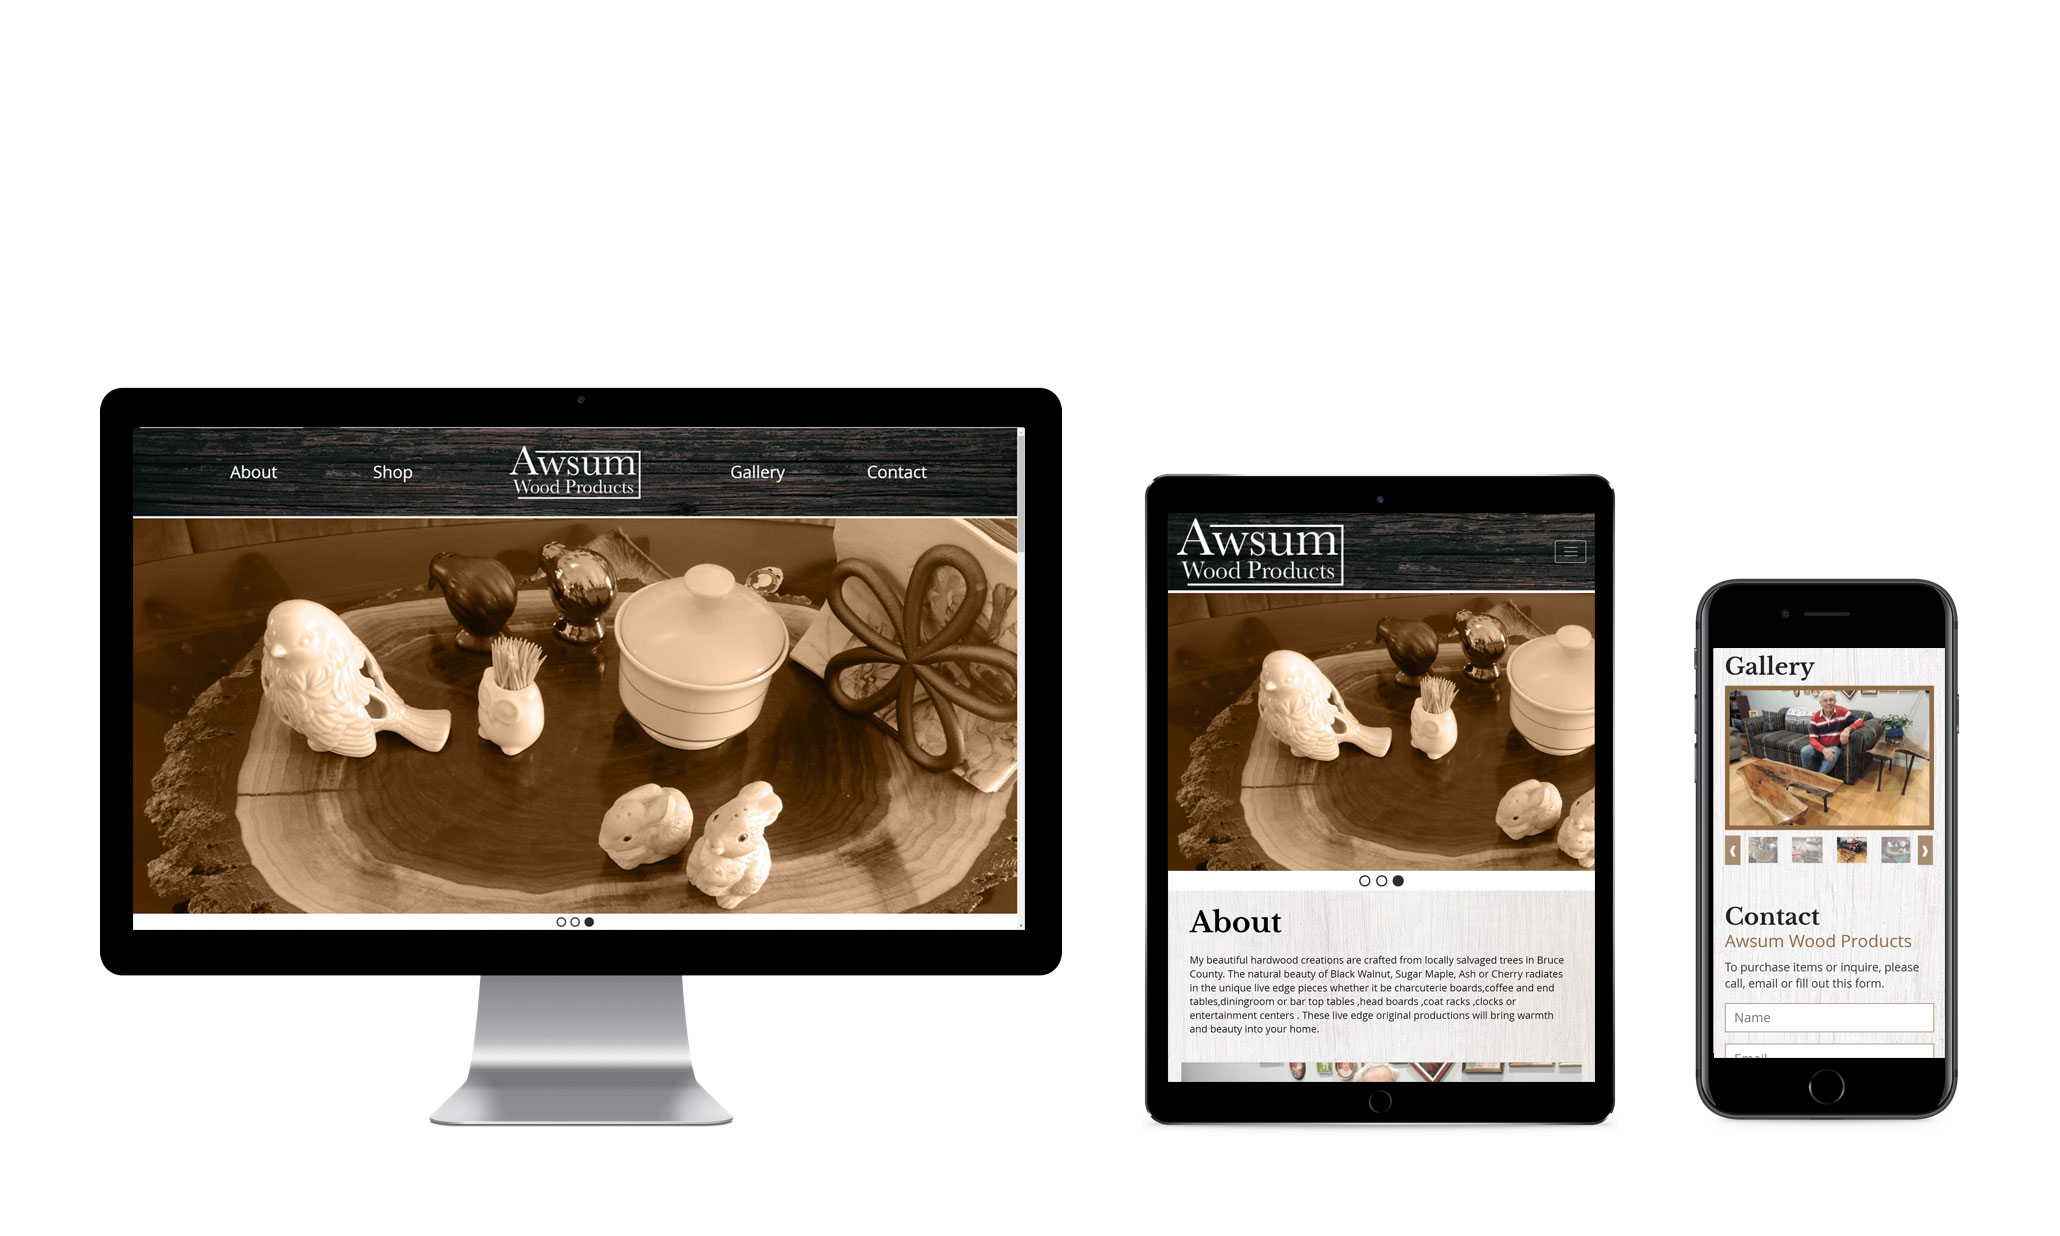 About
Shop
Awsum
Wood Products
Gallery
Contact
Awsum
Wood Products
About
My beautiful hardwood creations are crafted from locally salvaged trees in Bruce
County. The natural beauty of Black Walnut, Sugar Maple, Ash or Cherry radiates
in the unique live edge pieces whether it be charcuterie boards,coffee and end
tables,diningroom or bar top tables ,head boards ,coat racks ,clocks or
entertainment centers . These live edge original productions will bring warmth
and beauty into your home.
Gallery
Contact
Awsum Wood Products
To purchase items or inquire, please
call, email or fill out this form.
Name
Email